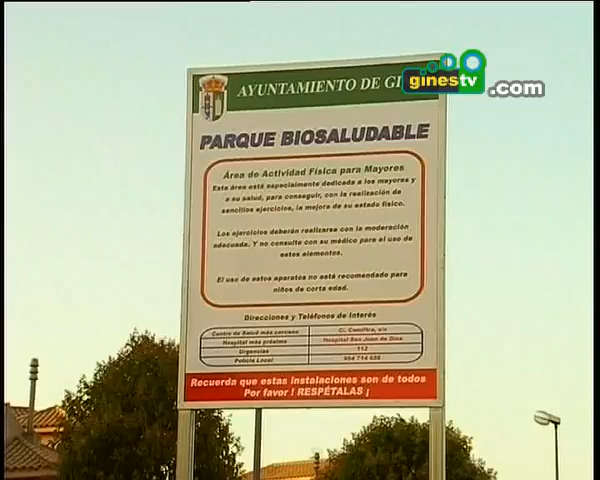 AYUNTAMIENTO DE GI
ginestv.com
PARQUE BIOSALUDABLE
Área de Actividad Física para Mayores
Este área está especialmente dedicada a los mayores y
a su salud, para conseguir, con la realización de
sencillos ejercicios, la mejora de su estado físico.
Los ejercicios deberán realizarse con la moderación
adecuada. Y no consulte con su médico para el uso de
estos elementos.
El uso de estos aparatos no está recomendado para
niños de corta edad.
Direcciones y Teléfonos de Interés
Centro de Salud más cercano C/. Comillas, s/n
Hospital más próximo Hospital San Juan de Dios
Urgencias 112
Policía Local 954 714 658
Recuerda que estas instalaciones son de todos
Por favor ! RESPÉTALAS ¡